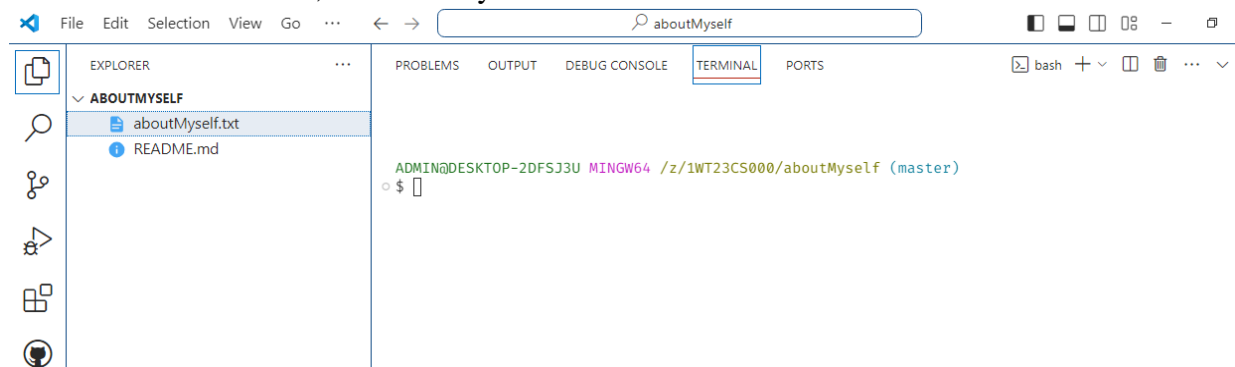 File Edit Selection View Go ... aboutMyself
EXPLORER ...
ABOUTMYSELF
aboutMyself.txt
README.md
PROBLEMS OUTPUT DEBUG CONSOLE TERMINAL PORTS bash ...
ADMIN@DESKTOP-2DFSJ3U MINGW64 /z/1WT23CS000/aboutMyself (master)
$